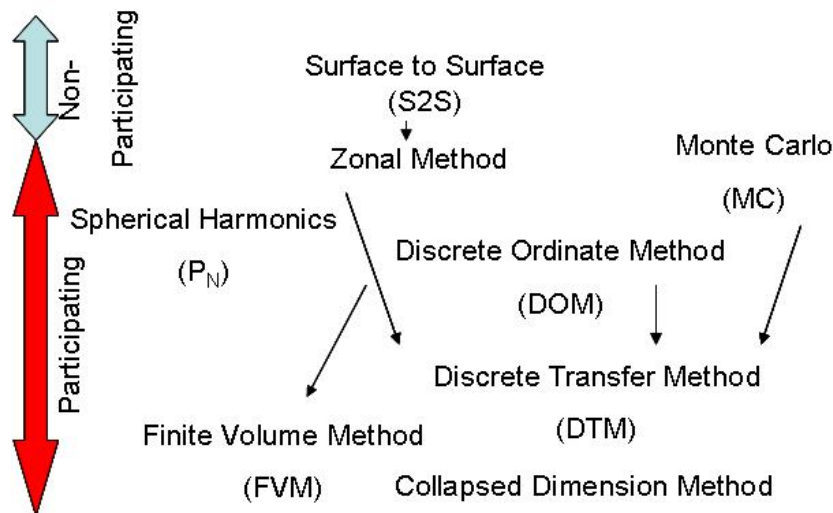 Non-
Participating
Participating
Surface to Surface
(S2S)
Zonal Method
Monte Carlo
(MC)
Spherical Harmonics
(PN)
Discrete Ordinate Method
(DOM)
Discrete Transfer Method
(DTM)
Finite Volume Method
(FVM)
Collapsed Dimension Method